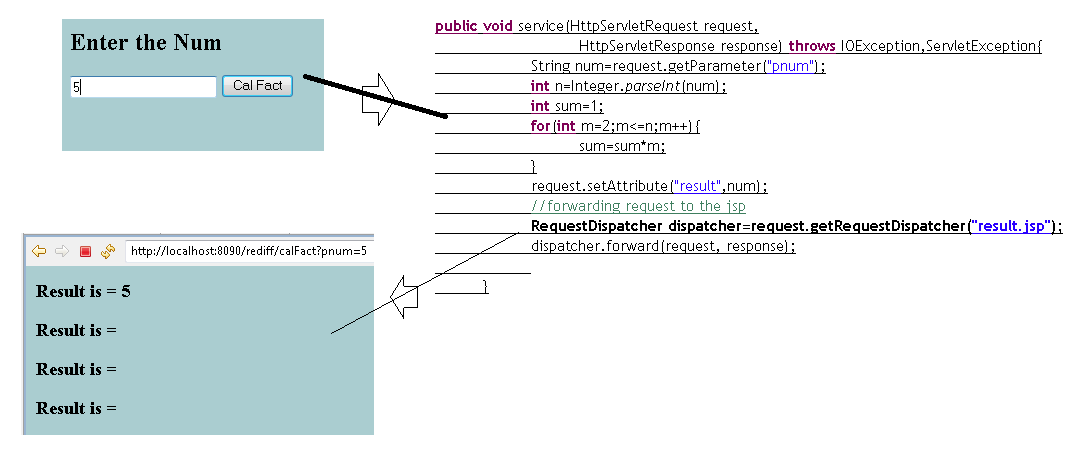 Enter the Num
5
Cal Fact
public void service(HttpServletRequest request,
HttpServletResponse response) throws IOException,ServletException{
String num=request.getParameter("pnum");
int n=Integer.parseInt(num);
int sum=1;
for(int m=2;m<=n;m++){
sum=sum*m;
}
request.setAttribute("result",num);
//forwarding request to the jsp
RequestDispatcher dispatcher=request.getRequestDispatcher("result.jsp");
dispatcher.forward(request, response);
}
http://localhost:8090/rediff/calFact?pnum=5
Result is = 5
Result is =
Result is =
Result is =